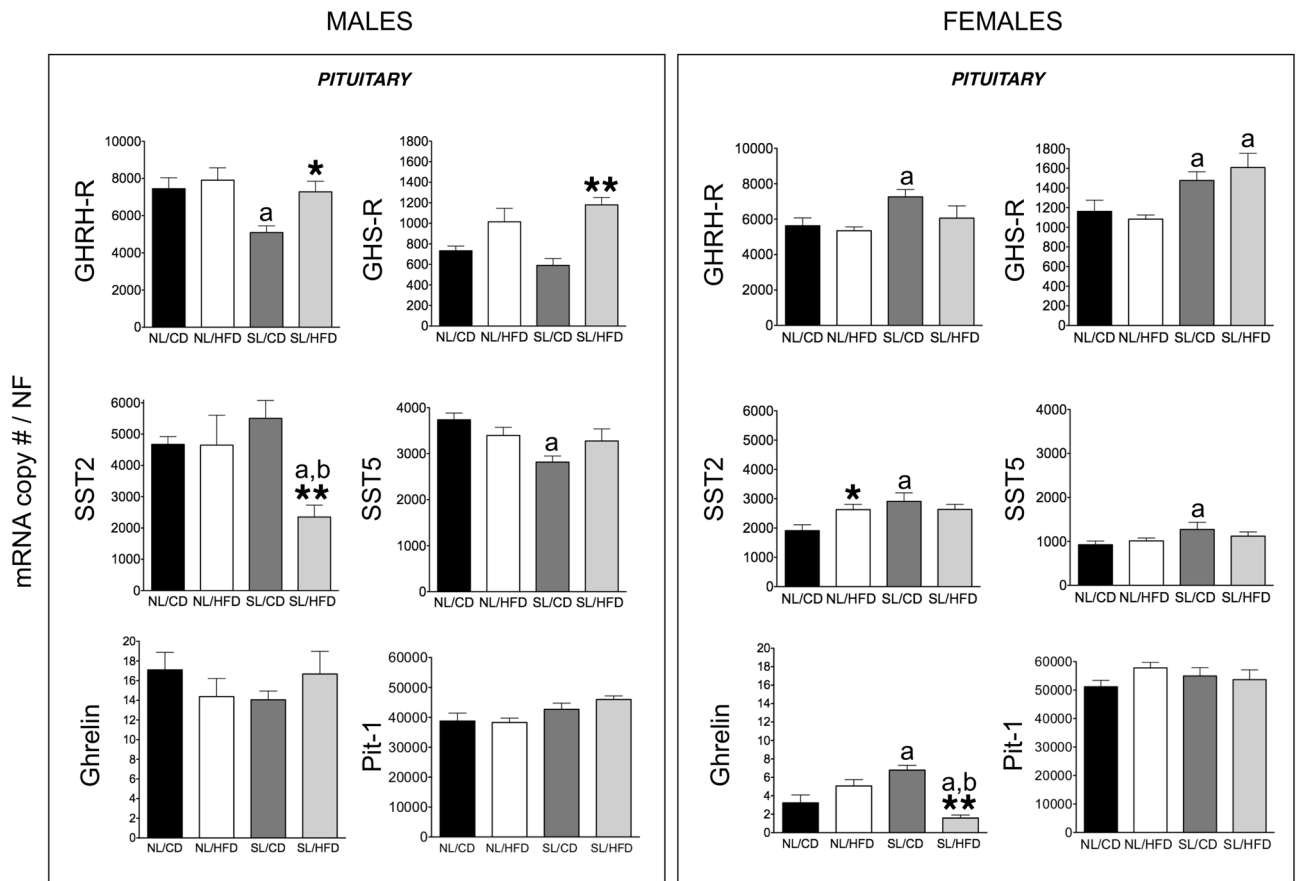 MALES
FEMALES
mRNA copy # / NF
PITUITARY
GHRH-R
10000
8000
6000
4000
2000
0
a
*
NL/CD NL/HFD SL/CD SL/HFD
GHS-R
1800
1600
1400
1200
1000
800
600
400
200
0
**
NL/CD NL/HFD SL/CD SL/HFD
SST2
6000
5000
4000
3000
2000
1000
0
a,b
**
NL/CD NL/HFD SL/CD SL/HFD
SST5
4000
3000
2000
1000
0
a
NL/CD NL/HFD SL/CD SL/HFD
Ghrelin
20
18
16
14
12
10
8
6
4
2
0
NL/CD NL/HFD SL/CD SL/HFD
Pit-1
60000
50000
40000
30000
20000
10000
0
NL/CD NL/HFD SL/CD SL/HFD
PITUITARY
GHRH-R
10000
8000
6000
4000
2000
0
a
NL/CD NL/HFD SL/CD SL/HFD
GHS-R
1800
1600
1400
1200
1000
800
600
400
200
0
a
a
NL/CD NL/HFD SL/CD SL/HFD
SST2
6000
5000
4000
3000
2000
1000
0
*
a
NL/CD NL/HFD SL/CD SL/HFD
SST5
4000
3000
2000
1000
0
a
NL/CD NL/HFD SL/CD SL/HFD
Ghrelin
20
18
16
14
12
10
8
6
4
2
0
a
a,b
**
NL/CD NL/HFD SL/CD SL/HFD
Pit-1
60000
50000
40000
30000
20000
10000
0
NL/CD NL/HFD SL/CD SL/HFD